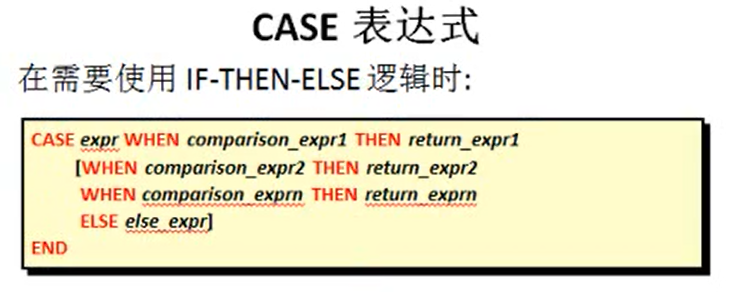 CASE 表达式
在需要使用 IF-THEN-ELSE 逻辑时:
CASE expr WHEN comparison_expr1 THEN return_expr1
[WHEN comparison_expr2 THEN return_expr2
WHEN comparison_exprn THEN return_exprn
ELSE else_expr]
END